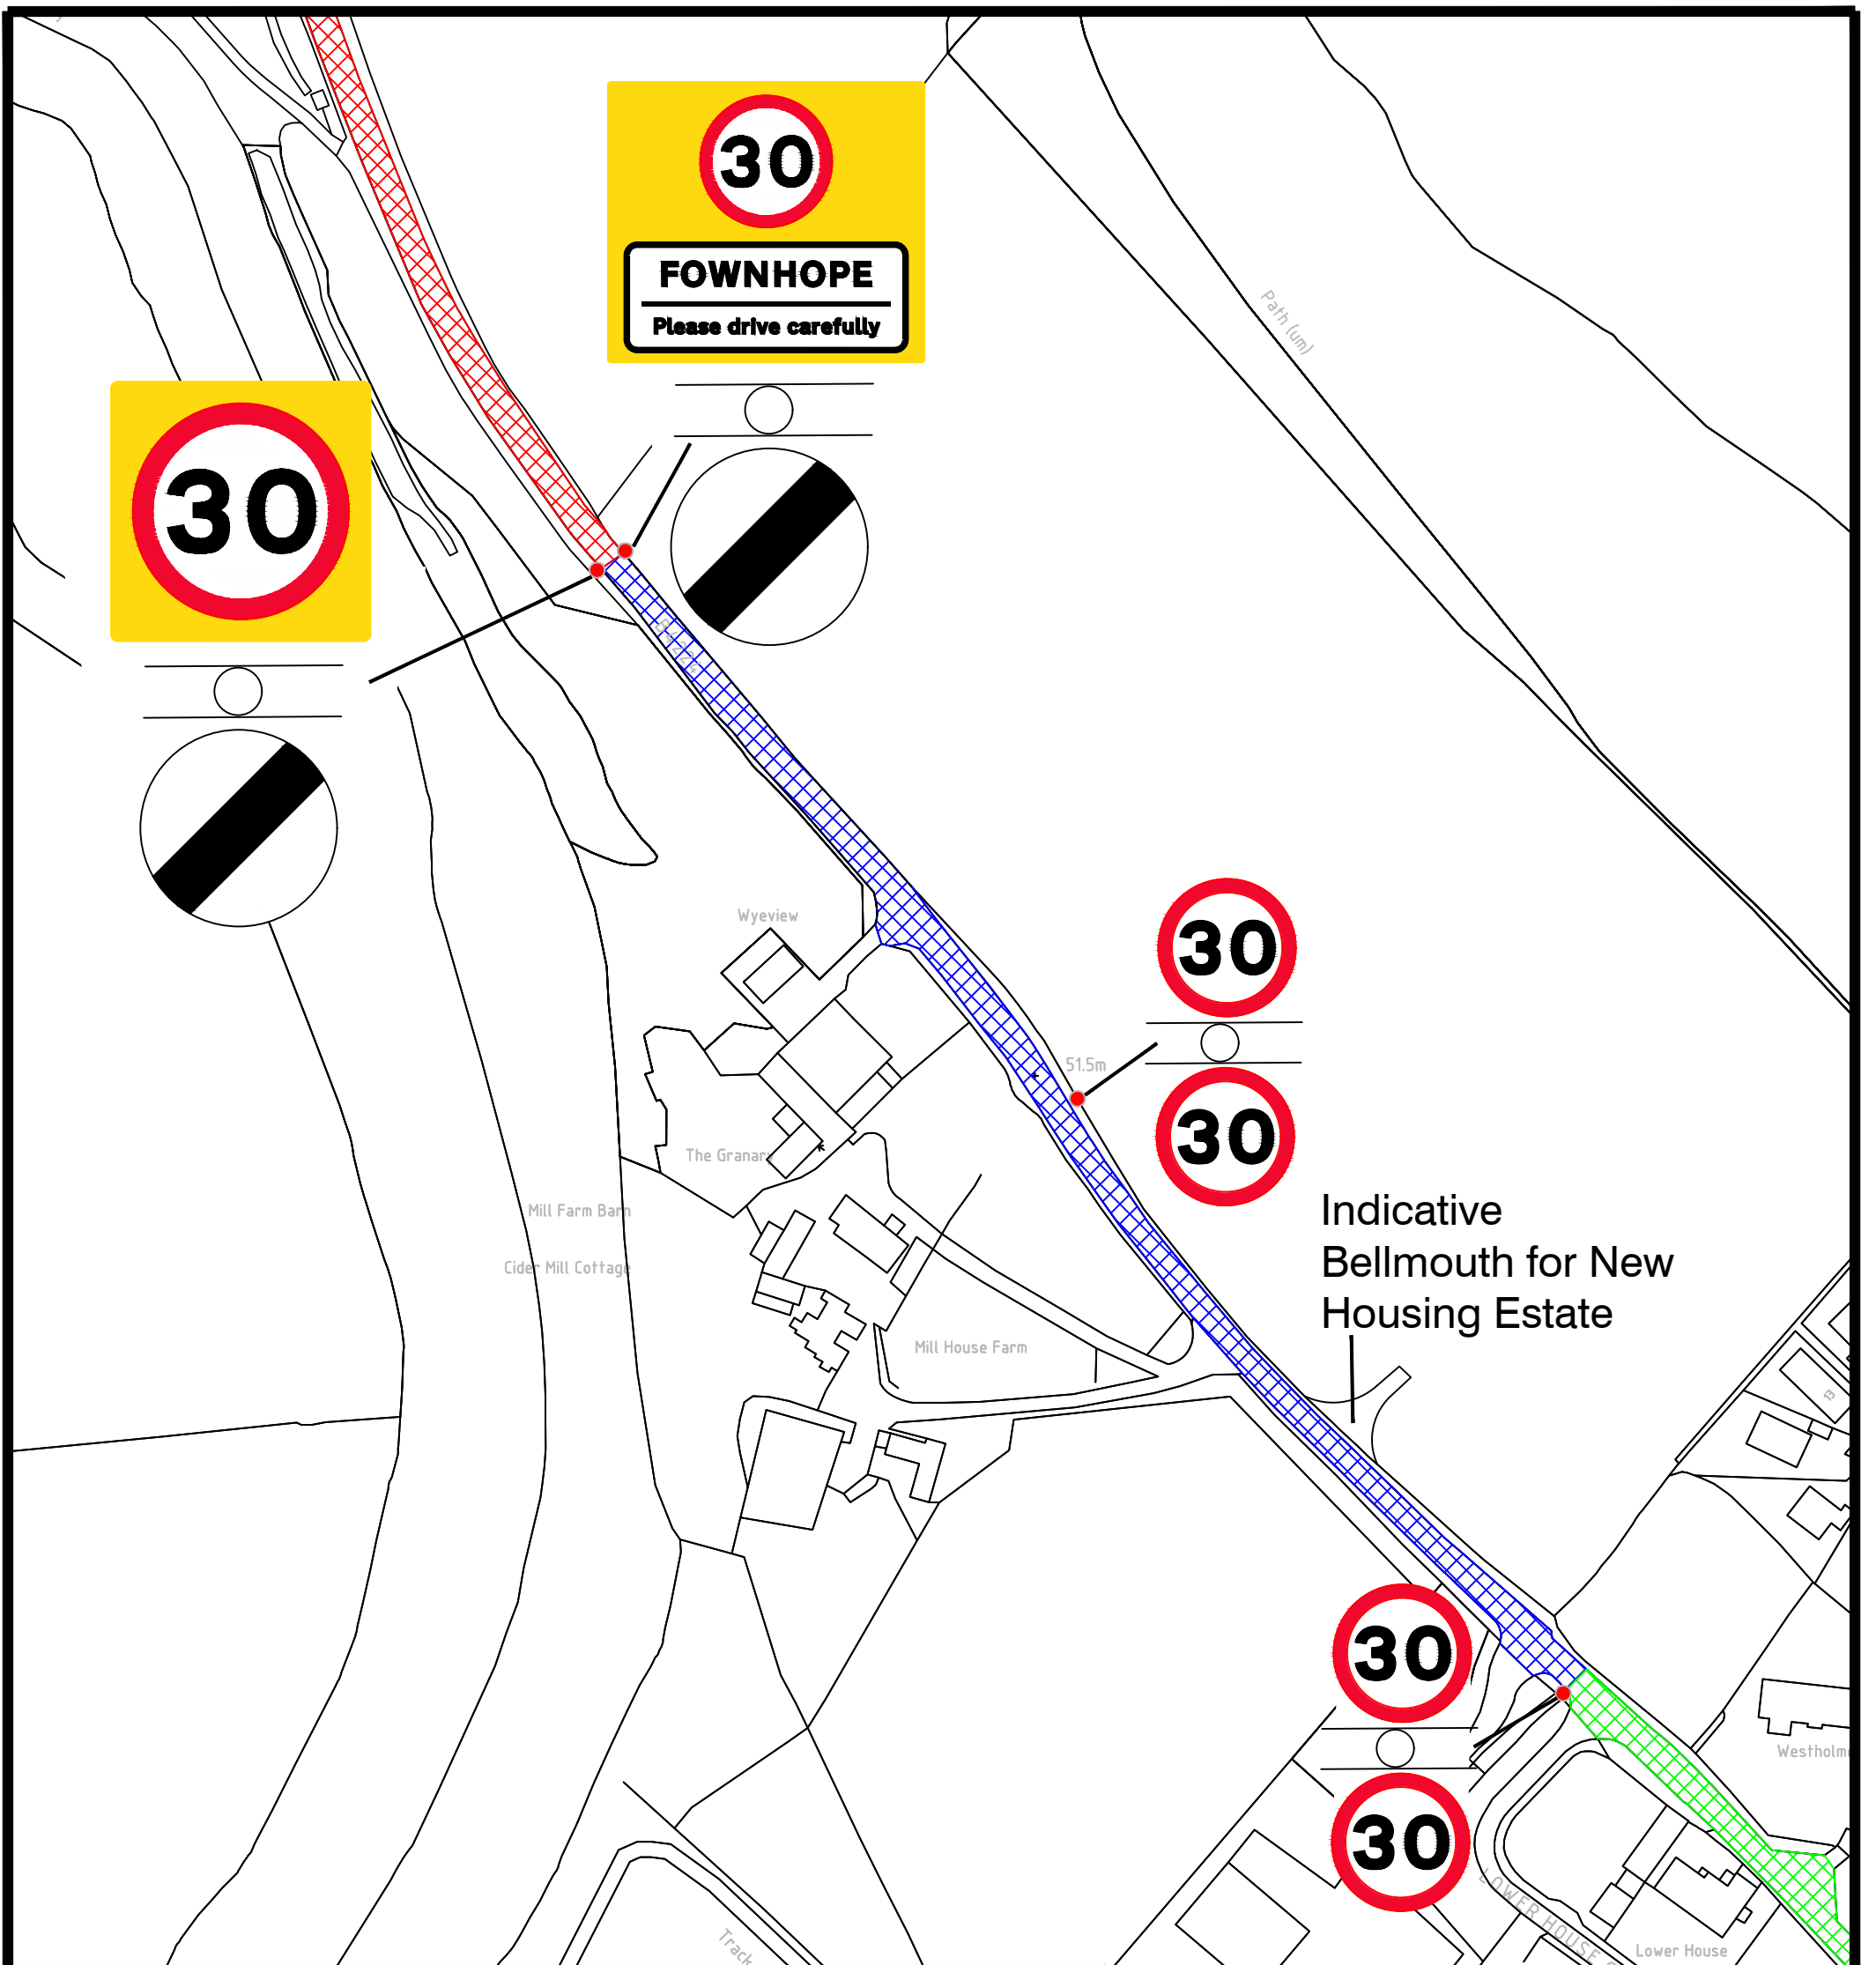 30
FOWNHOPE
Please drive carefully
Path (um)
30
B4224
Wyeview
30
51.5m
30
The Granary
Mill Farm Barn
Indicative
Bellmouth for New
Housing Estate
Cider Mill Cottage
Mill House Farm
13
30
Westholme
30
LOWER HOUSE
Track
Lower House